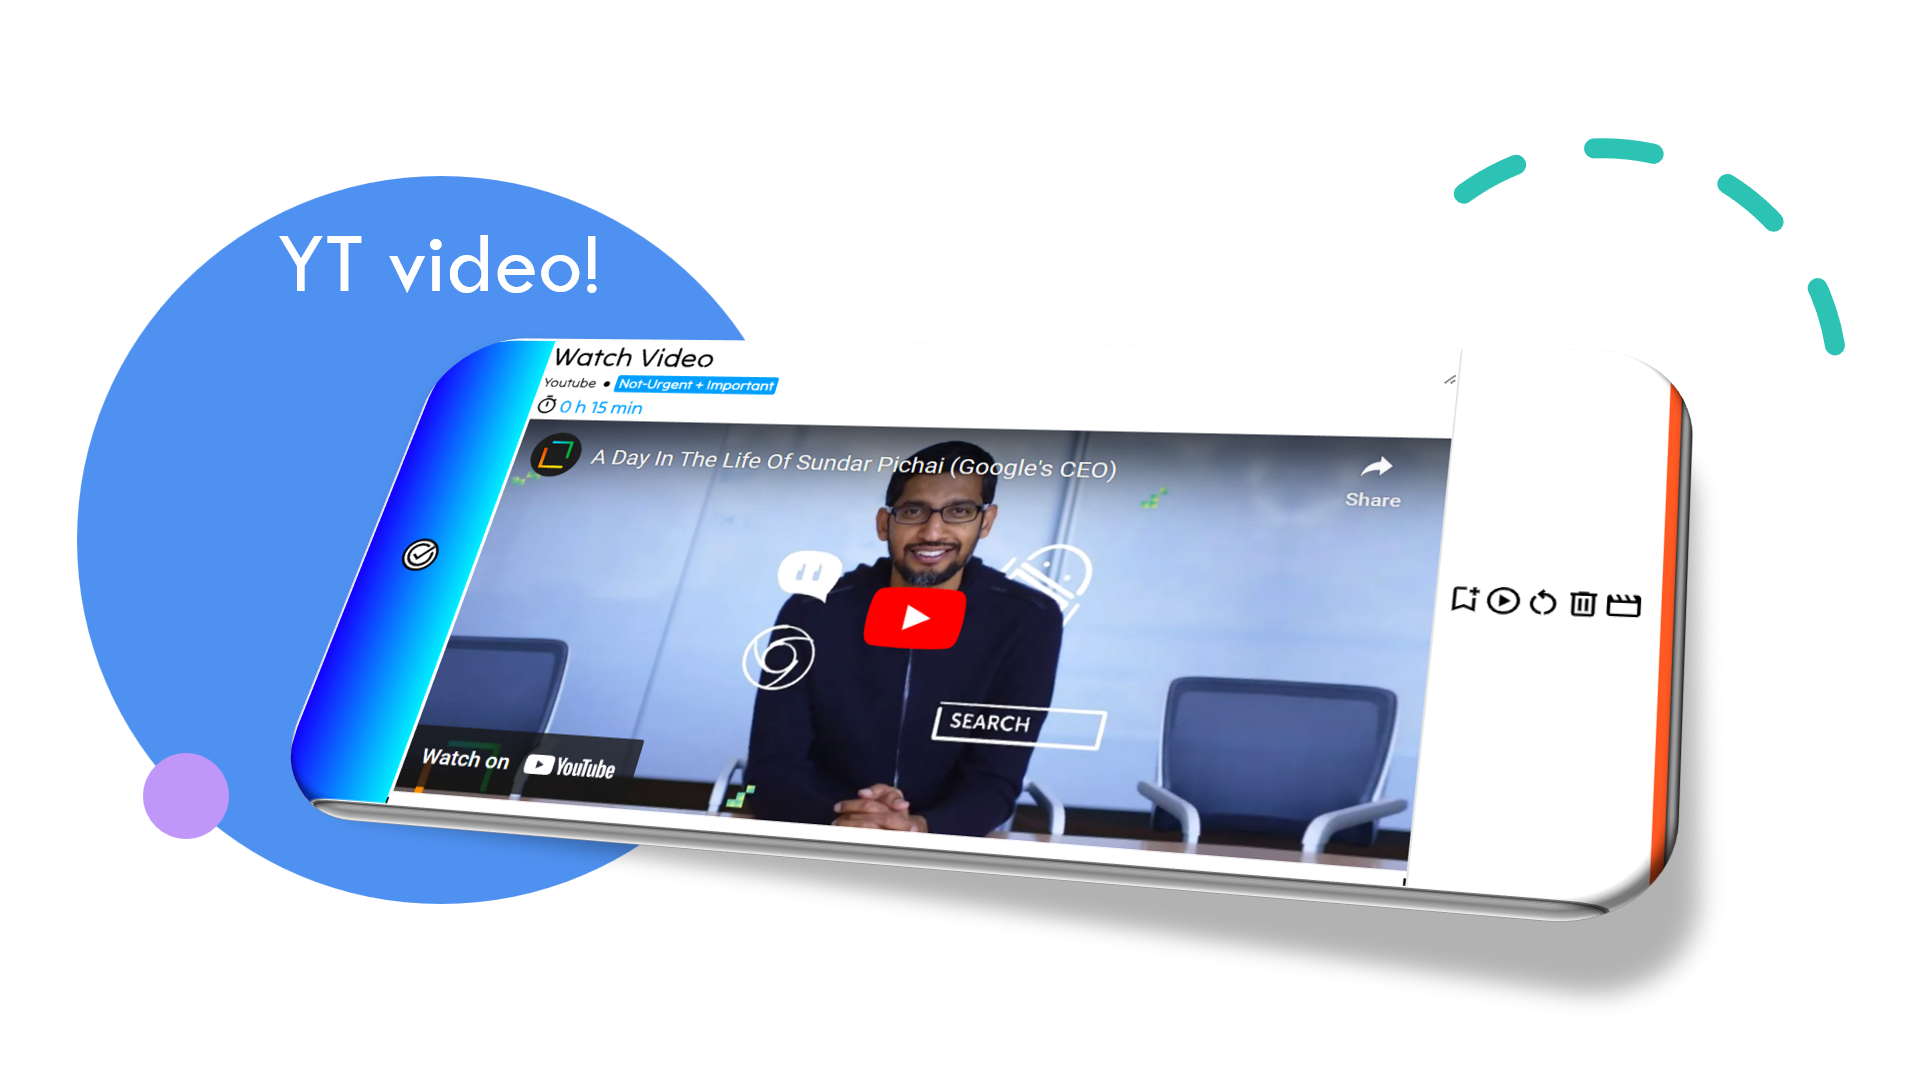 YT video!
Watch Video
Youtube • Not-Urgent + Important
0 h 15 min
A Day In The Life Of Sundar Pichai (Google's CEO)
Share
SEARCH
Watch on YouTube